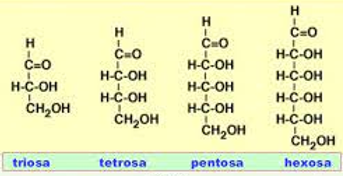 H
C=O
H-C-OH
CH₂OH
H
C=O
H-C-OH
H-C-OH
CH₂OH
H
C=O
H-C-OH
H-C-OH
H-C-OH
CH₂OH
H
C=O
H-C-OH
H-C-OH
H-C-OH
H-C-OH
CH₂OH
triosa tetrosa pentosa hexosa